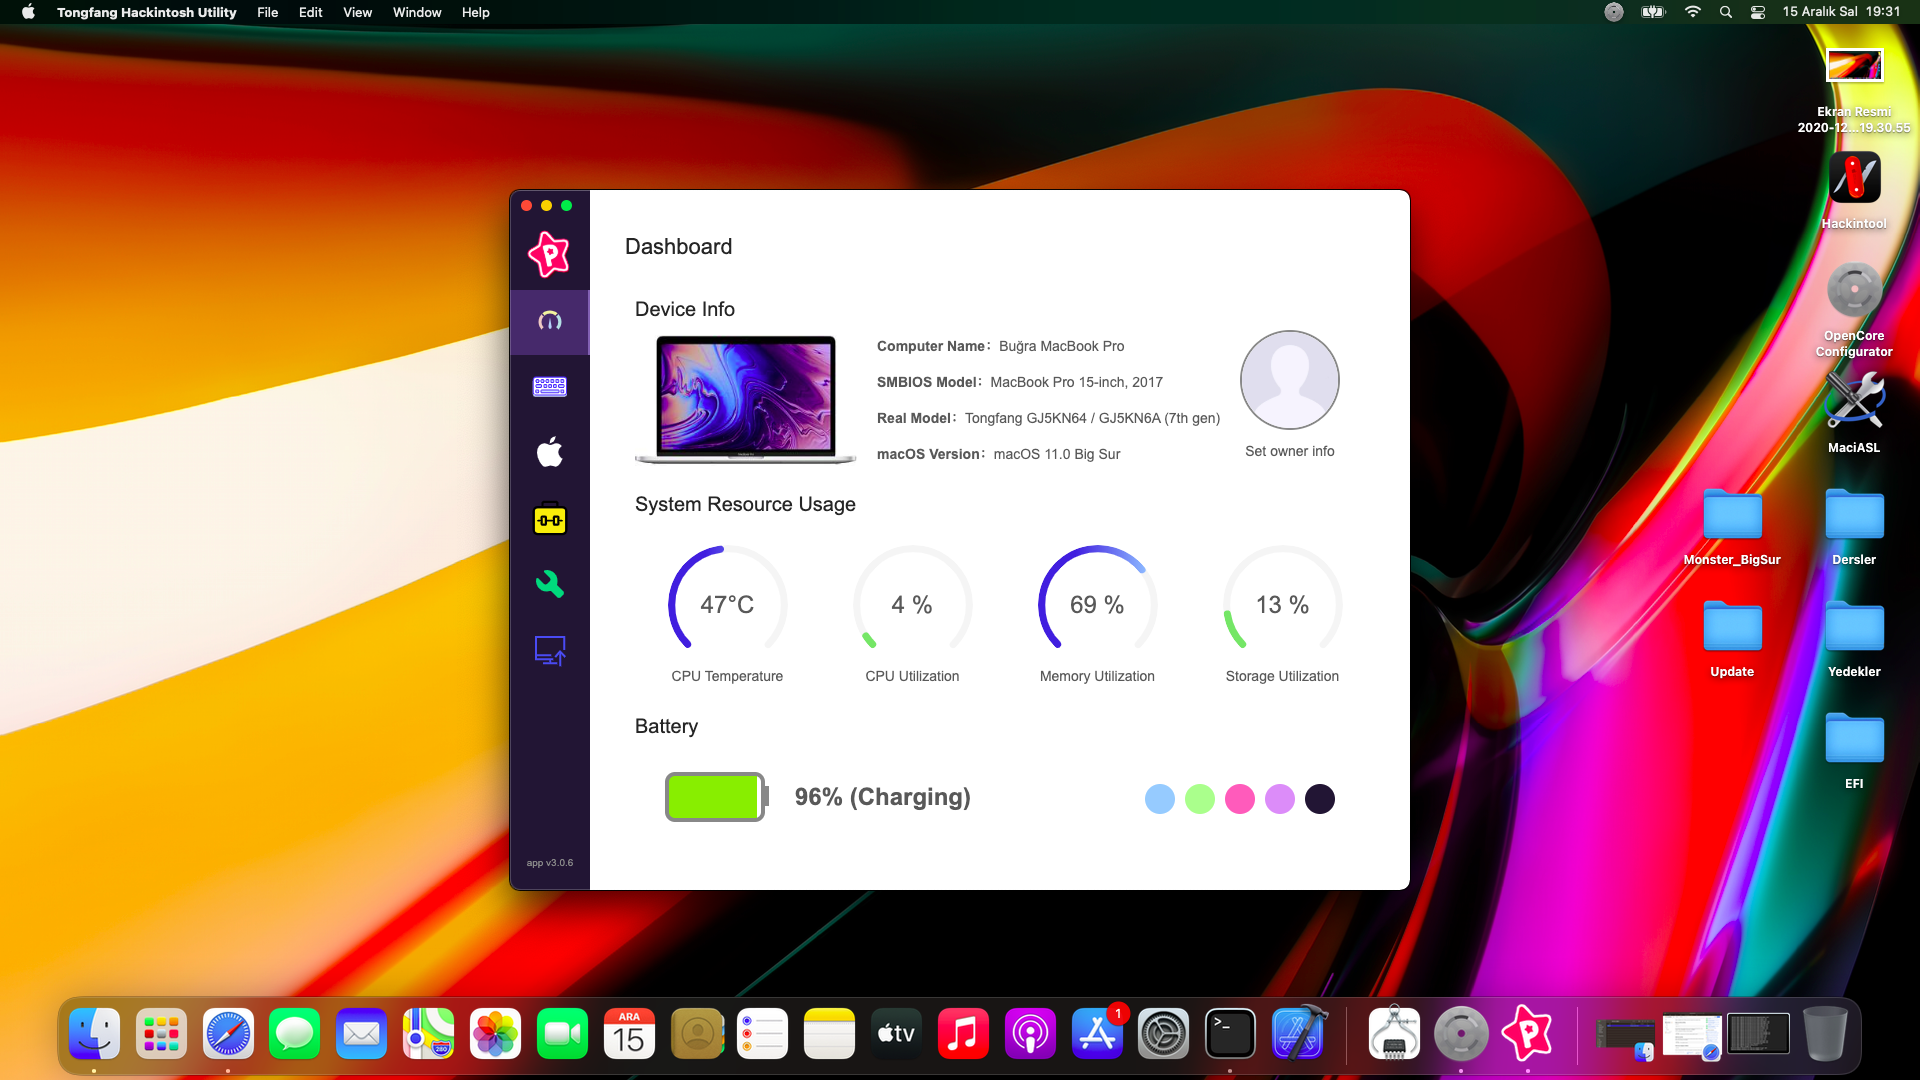 Tongfang Hackintosh Utility File Edit View Window Help 15 Aralık Sal 19:31
Ekran Resmi
2020-12...19.30.55
Hackintool
OpenCore
Configurator
MaciASL
Monster_BigSur
Dersler
Update
Yedekler
EFI
Dashboard
Device Info
Computer Name: Buğra MacBook Pro
SMBIOS Model: MacBook Pro 15-inch, 2017
Real Model: Tongfang GJ5KN64 / GJ5KN6A (7th gen)
macOS Version: macOS 11.0 Big Sur
Set owner info
System Resource Usage
47°C
4 %
69 %
13 %
CPU Temperature
CPU Utilization
Memory Utilization
Storage Utilization
Battery
96% (Charging)
app v3.0.6
P
280
ARA
15
tv
1
>_
P